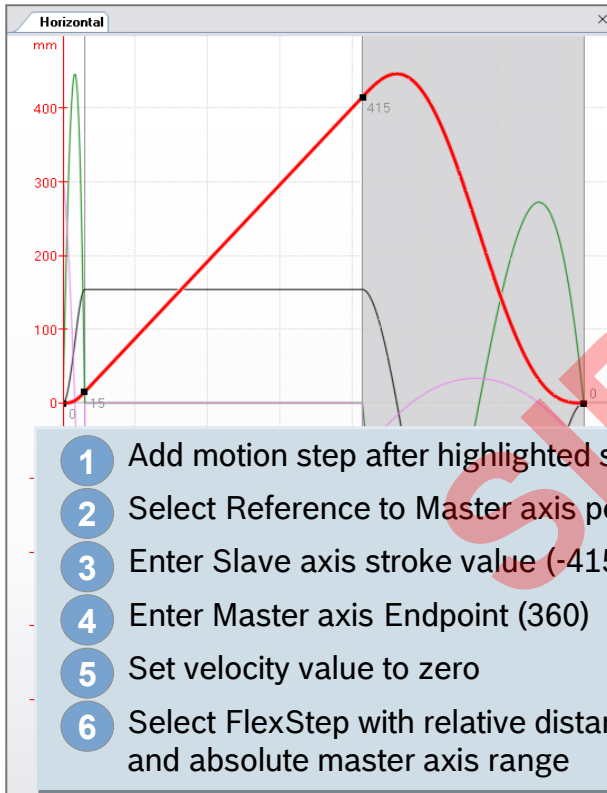 Horizontal
×
mm
400
415
300
200
100
0
0
15
0
1 Add motion step after highlighted
2 Select Reference to Master axis
3 Enter Slave axis stroke value (-415
4 Enter Master axis Endpoint (360)
5 Set velocity value to zero
6 Select FlexStep with relative
and absolute master axis range